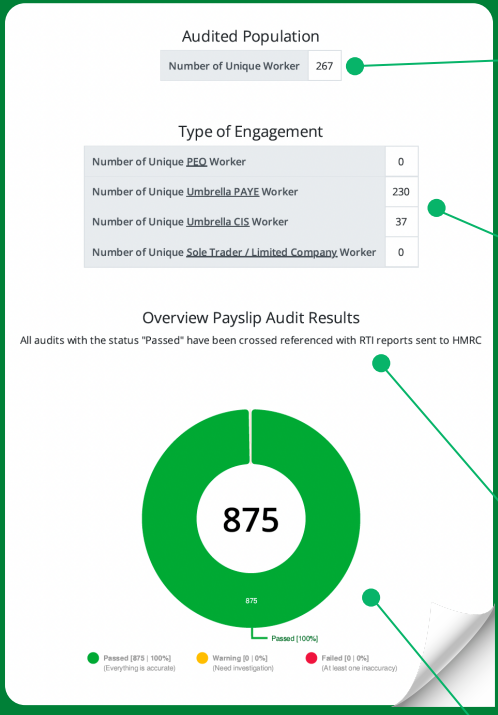 Audited Population
Number of Unique Worker 267
Type of Engagement
Number of Unique PEO Worker 0
Number of Unique Umbrella PAYE Worker 230
Number of Unique Umbrella CIS Worker 37
Number of Unique Sole Trader / Limited Company Worker 0
Overview Payslip Audit Results
All audits with the status "Passed" have been crossed referenced with RTI reports sent to HMRC
875
875
Passed [100%]
Passed [875 | 100%] Warning [0 | 0%] Failed [0 | 0%]
(Everything is accurate) (Need investigation) (At least one inaccuracy)